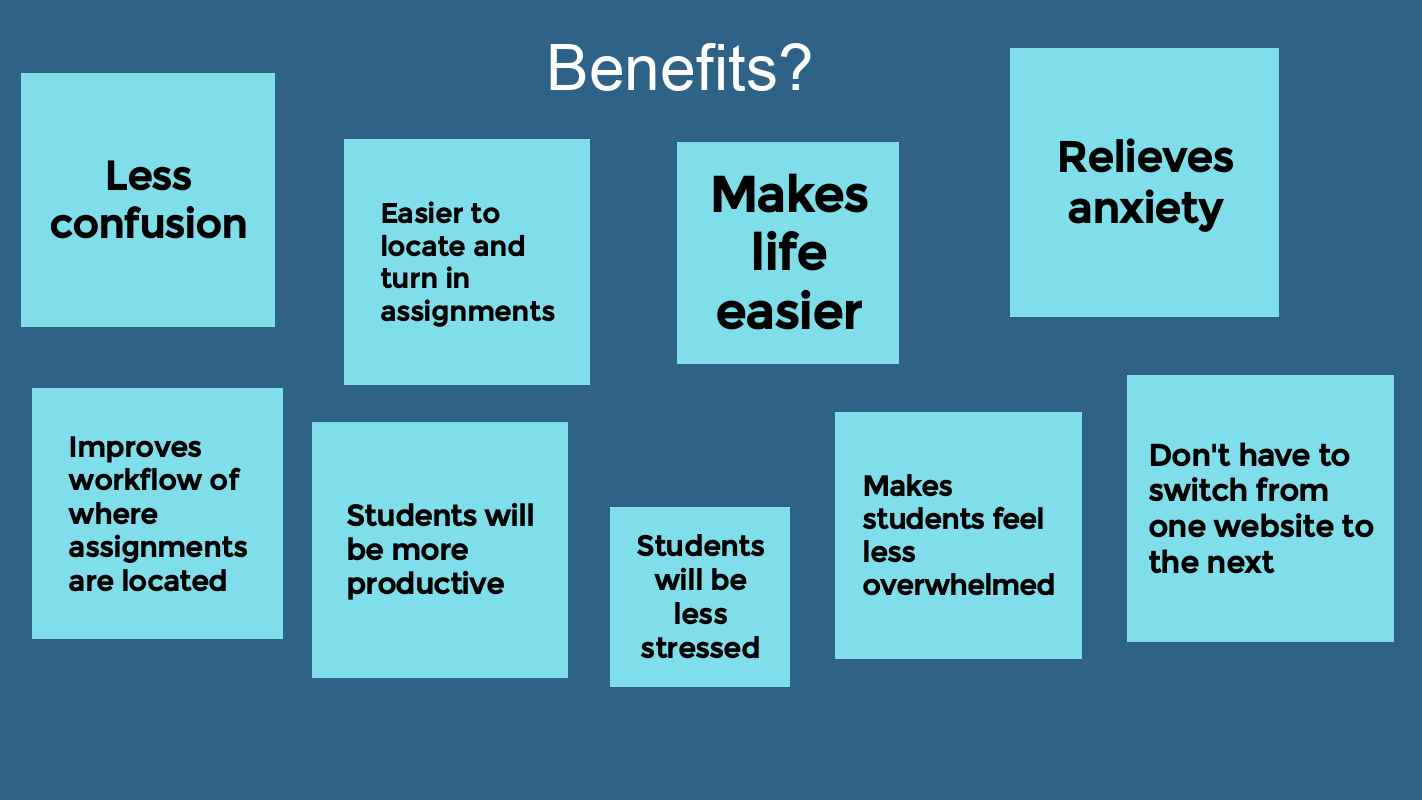 Benefits?
Less
confusion
Easier to
locate and
turn in
assignments
Makes
life
easier
Relieves
anxiety
Improves
workflow of
where
assignments
are located
Students will
be more
productive
Students
will be
less
stressed
Makes
students feel
less
overwhelmed
Don't have to
switch from
one website to
the next